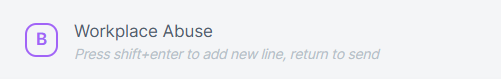 B
Workplace Abuse
Press shift+enter to add new line, return to send